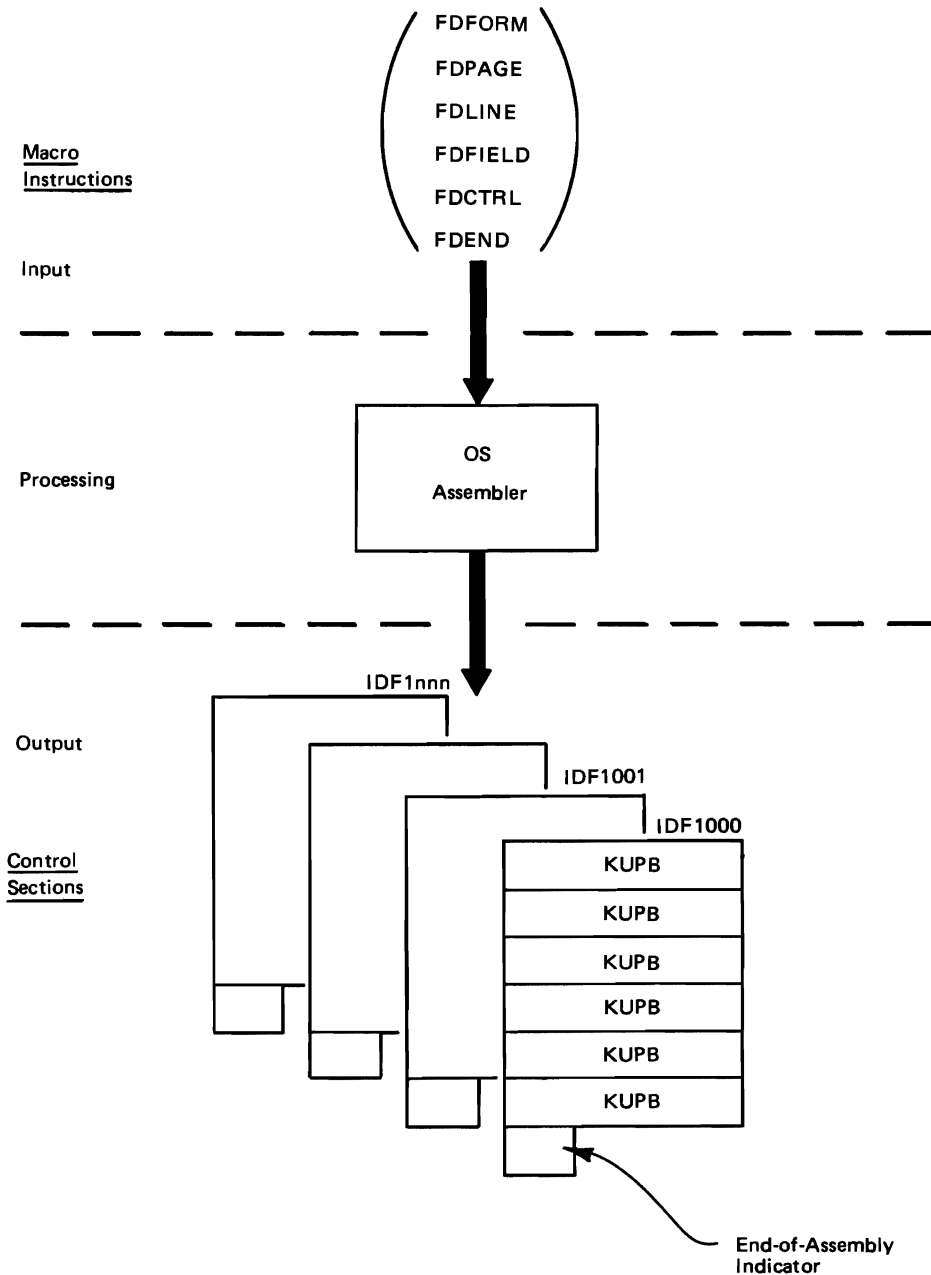 FDFORM
FDPAGE
FDLINE
FDFIELD
FDCTRL
FDEND
Macro
Instructions
Input
Processing
OS
Assembler
Output
Control
Sections
IDF1nnn
IDF1001
IDF1000
KUPB
KUPB
KUPB
KUPB
KUPB
KUPB
End-of-Assembly
Indicator